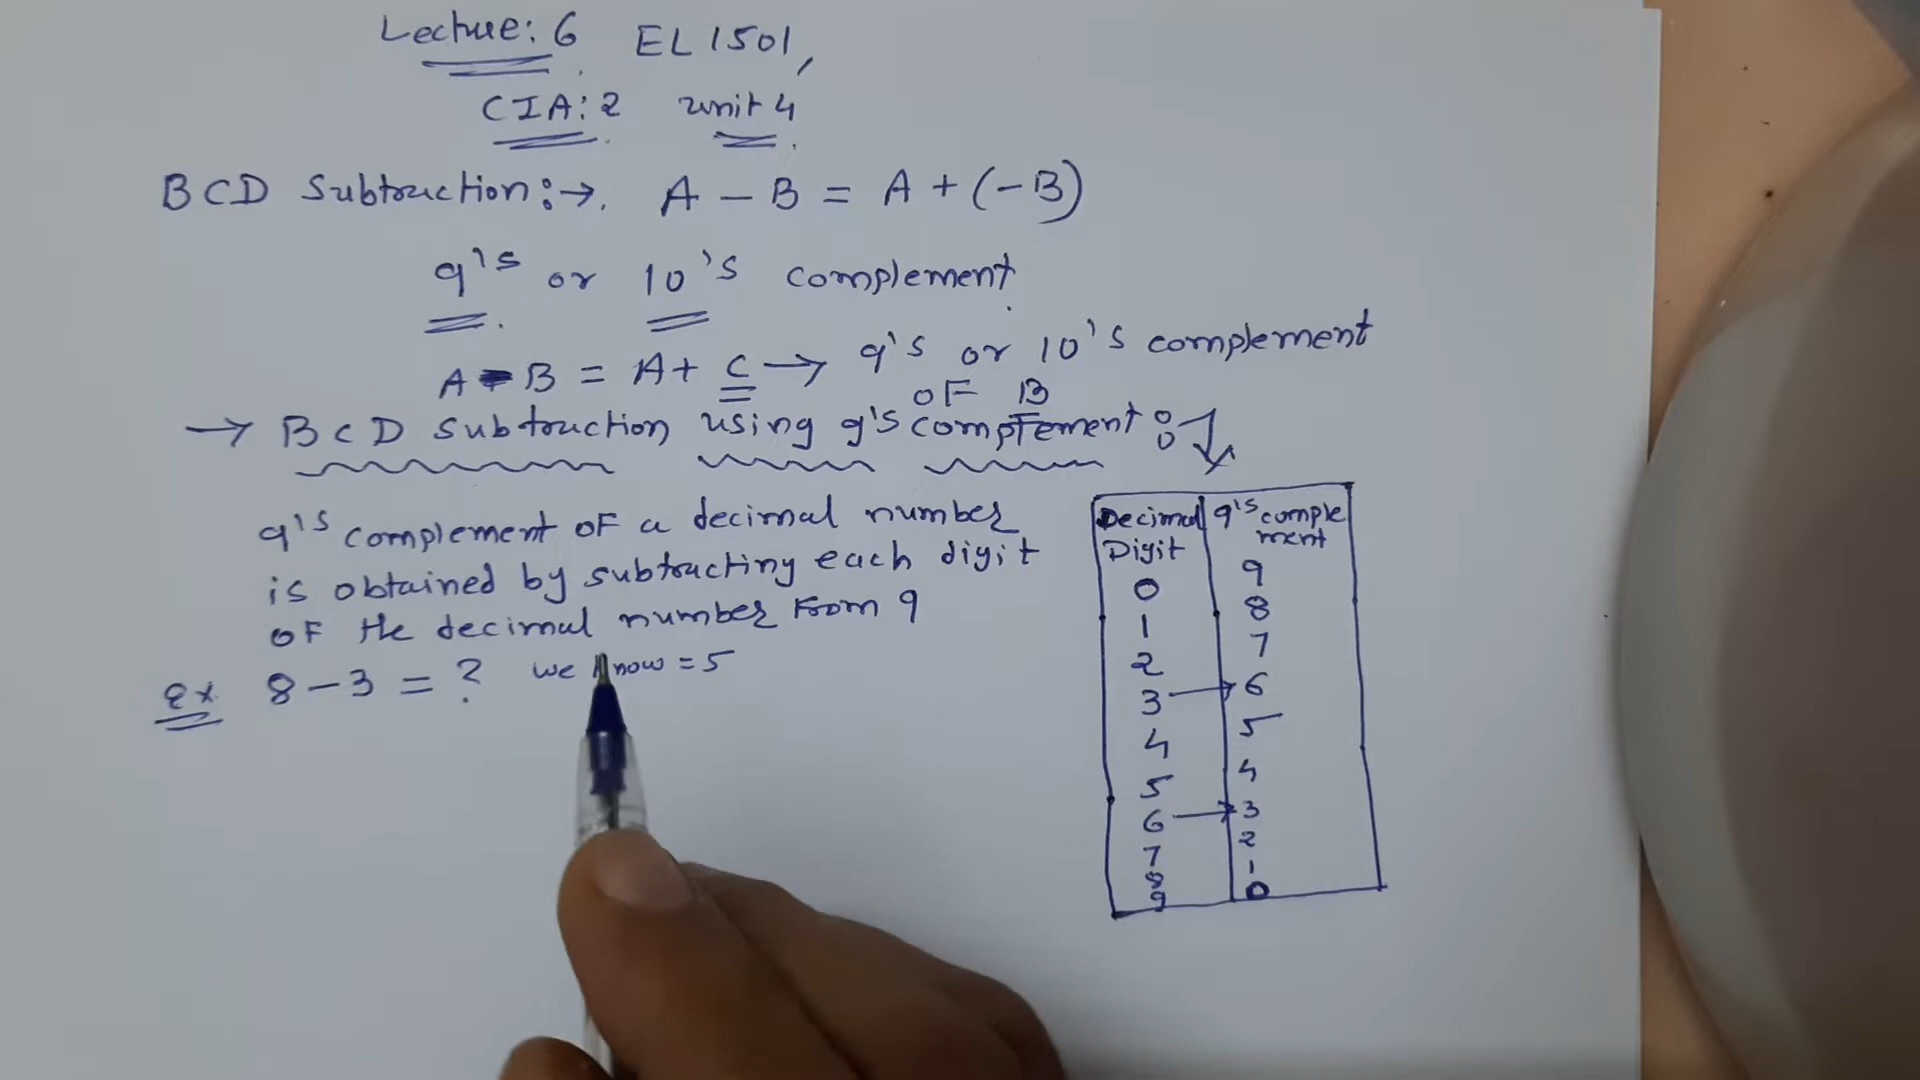 Lecture: 6 EL1501,
CIA: 2 unit 4
BCD Subtraction :→. A - B = A + (-B)
9's or 10's complement.
A - B = A + C → 9's or 10's complement
OF B
→ BCD subtraction using 9's complement :
9's complement OF a decimal number
is obtained by subtracting each digit
OF the decimal number from 9
Ex 8 - 3 = ? we know = 5
Decimal Digit 9's complement
0 9
1 8
2 7
3 → 6
4 5
5 4
6 → 3
7 2
8 1
9 0